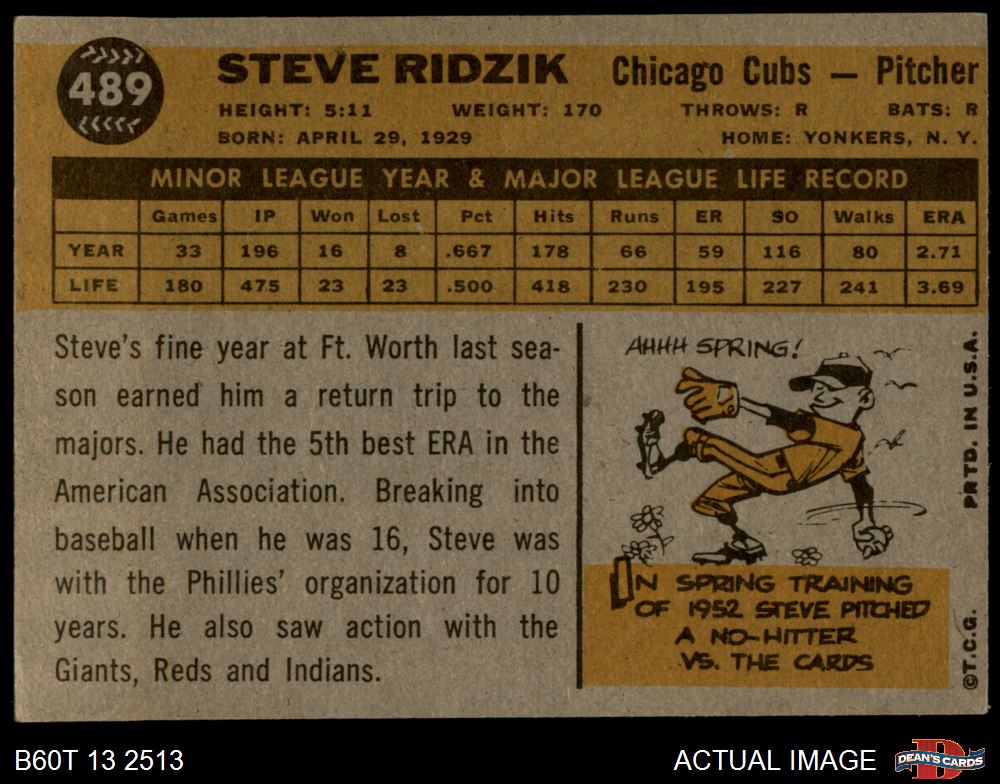 489
STEVE RIDZIK Chicago Cubs — Pitcher
HEIGHT: 5:11 WEIGHT: 170 THROWS: R BATS: R
BORN: APRIL 29, 1929 HOME: YONKERS, N. Y.
MINOR LEAGUE YEAR & MAJOR LEAGUE LIFE RECORD
Games IP Won Lost Pct Hits Runs ER SO Walks ERA
YEAR 33 196 16 8 .667 178 66 59 116 80 2.71
LIFE 180 475 23 23 .500 418 230 195 227 241 3.69
Steve's fine year at Ft. Worth last sea-
son earned him a return trip to the
majors. He had the 5th best ERA in the
American Association. Breaking into
baseball when he was 16, Steve was
with the Phillies' organization for 10
years. He also saw action with the
Giants, Reds and Indians.
AHHH SPRING!
IN SPRING TRAINING
OF 1952 STEVE PITCHED
A NO-HITTER
VS. THE CARDS
PRTD. IN U.S.A.
©T.C.G.
B60T 13 2513 ACTUAL IMAGE
DEAN'S CARDS